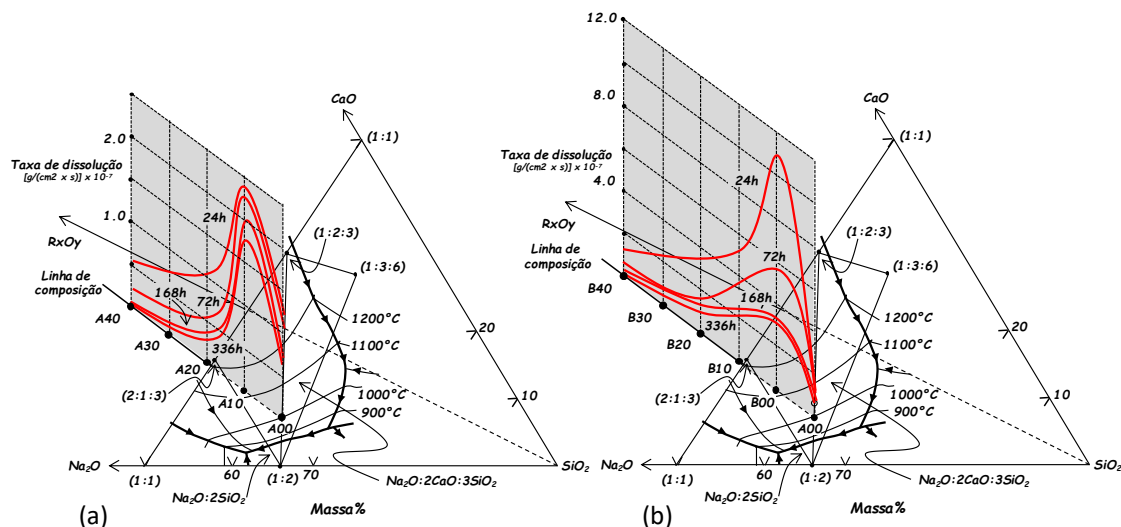 CaO
(1:1)
2.0
Taxa de dissolução
[g/(cm2 x s)] x 10-7
1.0
24h
RxOy
(1:2:3)
(1:3:6)
Linha de
composição
168h
72h
A40
336h
A30
1200°C
20
1100°C
A20
(2:1:3)
A10
1000°C
900°C
10
A00
Na2O
(1:1)
60
(1:2)
70
SiO2
Na2O:2SiO2
Na2O:2CaO:3SiO2
Massa%
(a)
12.0
CaO
8.0
(1:1)
Taxa de dissolução
[g/(cm2 x s)] x 10-7
4.0
24h
RxOy
(1:2:3)
72h
(1:3:6)
Linha de
composição
B40
168h
B30
336h
1200°C
20
B20
1100°C
B10
(2:1:3)
B00
1000°C
900°C
10
A00
Na2O
(1:1)
60
(1:2)
70
SiO2
Na2O:2SiO2
Na2O:2CaO:3SiO2
Massa%
(b)